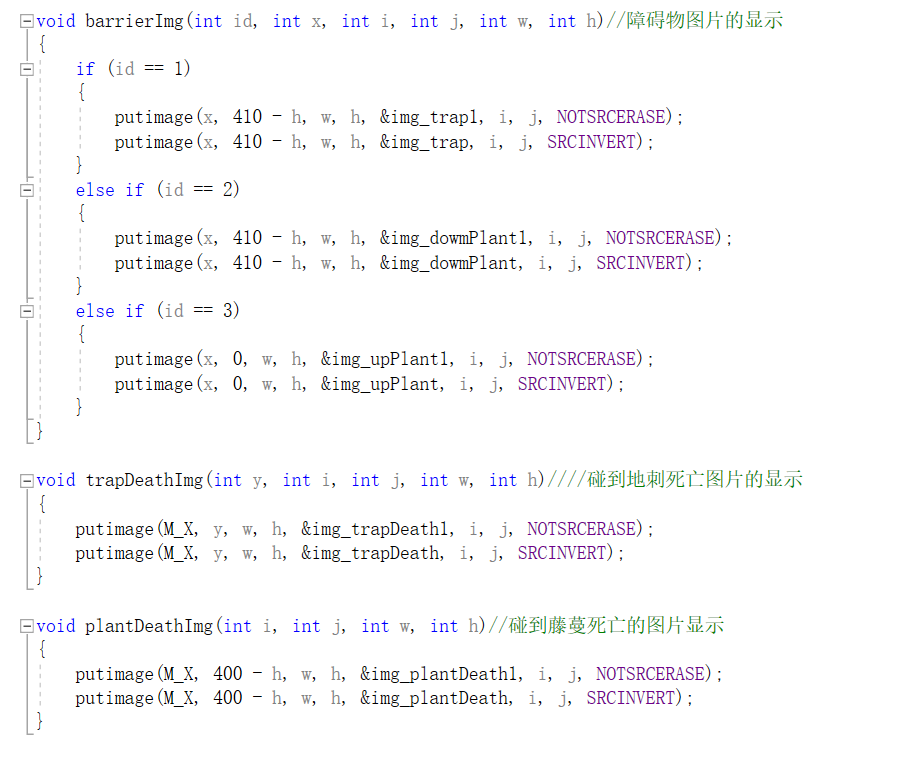 void barrierImg(int id, int x, int i, int j, int w, int h)//障碍物图片的显示
{
if (id == 1)
{
putimage(x, 410 - h, w, h, &img_trap1, i, j, NOTSRCERASE);
putimage(x, 410 - h, w, h, &img_trap, i, j, SRCINVERT);
}
else if (id == 2)
{
putimage(x, 410 - h, w, h, &img_dowmPlant1, i, j, NOTSRCERASE);
putimage(x, 410 - h, w, h, &img_dowmPlant, i, j, SRCINVERT);
}
else if (id == 3)
{
putimage(x, 0, w, h, &img_upPlant1, i, j, NOTSRCERASE);
putimage(x, 0, w, h, &img_upPlant, i, j, SRCINVERT);
}
}
void trapDeathImg(int y, int i, int j, int w, int h)////碰到地刺死亡图片的显示
{
putimage(M_X, y, w, h, &img_trapDeath1, i, j, NOTSRCERASE);
putimage(M_X, y, w, h, &img_trapDeath, i, j, SRCINVERT);
}
void plantDeathImg(int i, int j, int w, int h)//碰到藤蔓死亡的图片显示
{
putimage(M_X, 400 - h, w, h, &img_plantDeath1, i, j, NOTSRCERASE);
putimage(M_X, 400 - h, w, h, &img_plantDeath, i, j, SRCINVERT);
}